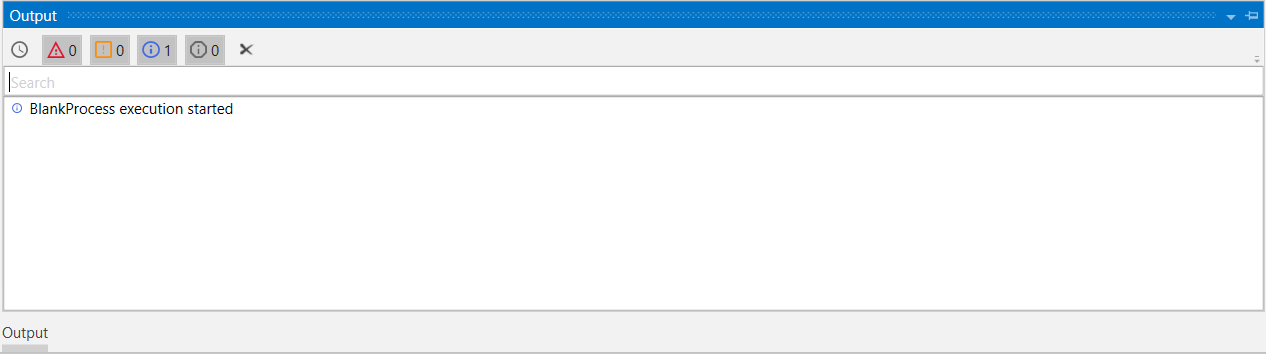 Output
0 0 1 0
Search
BlankProcess execution started
Output